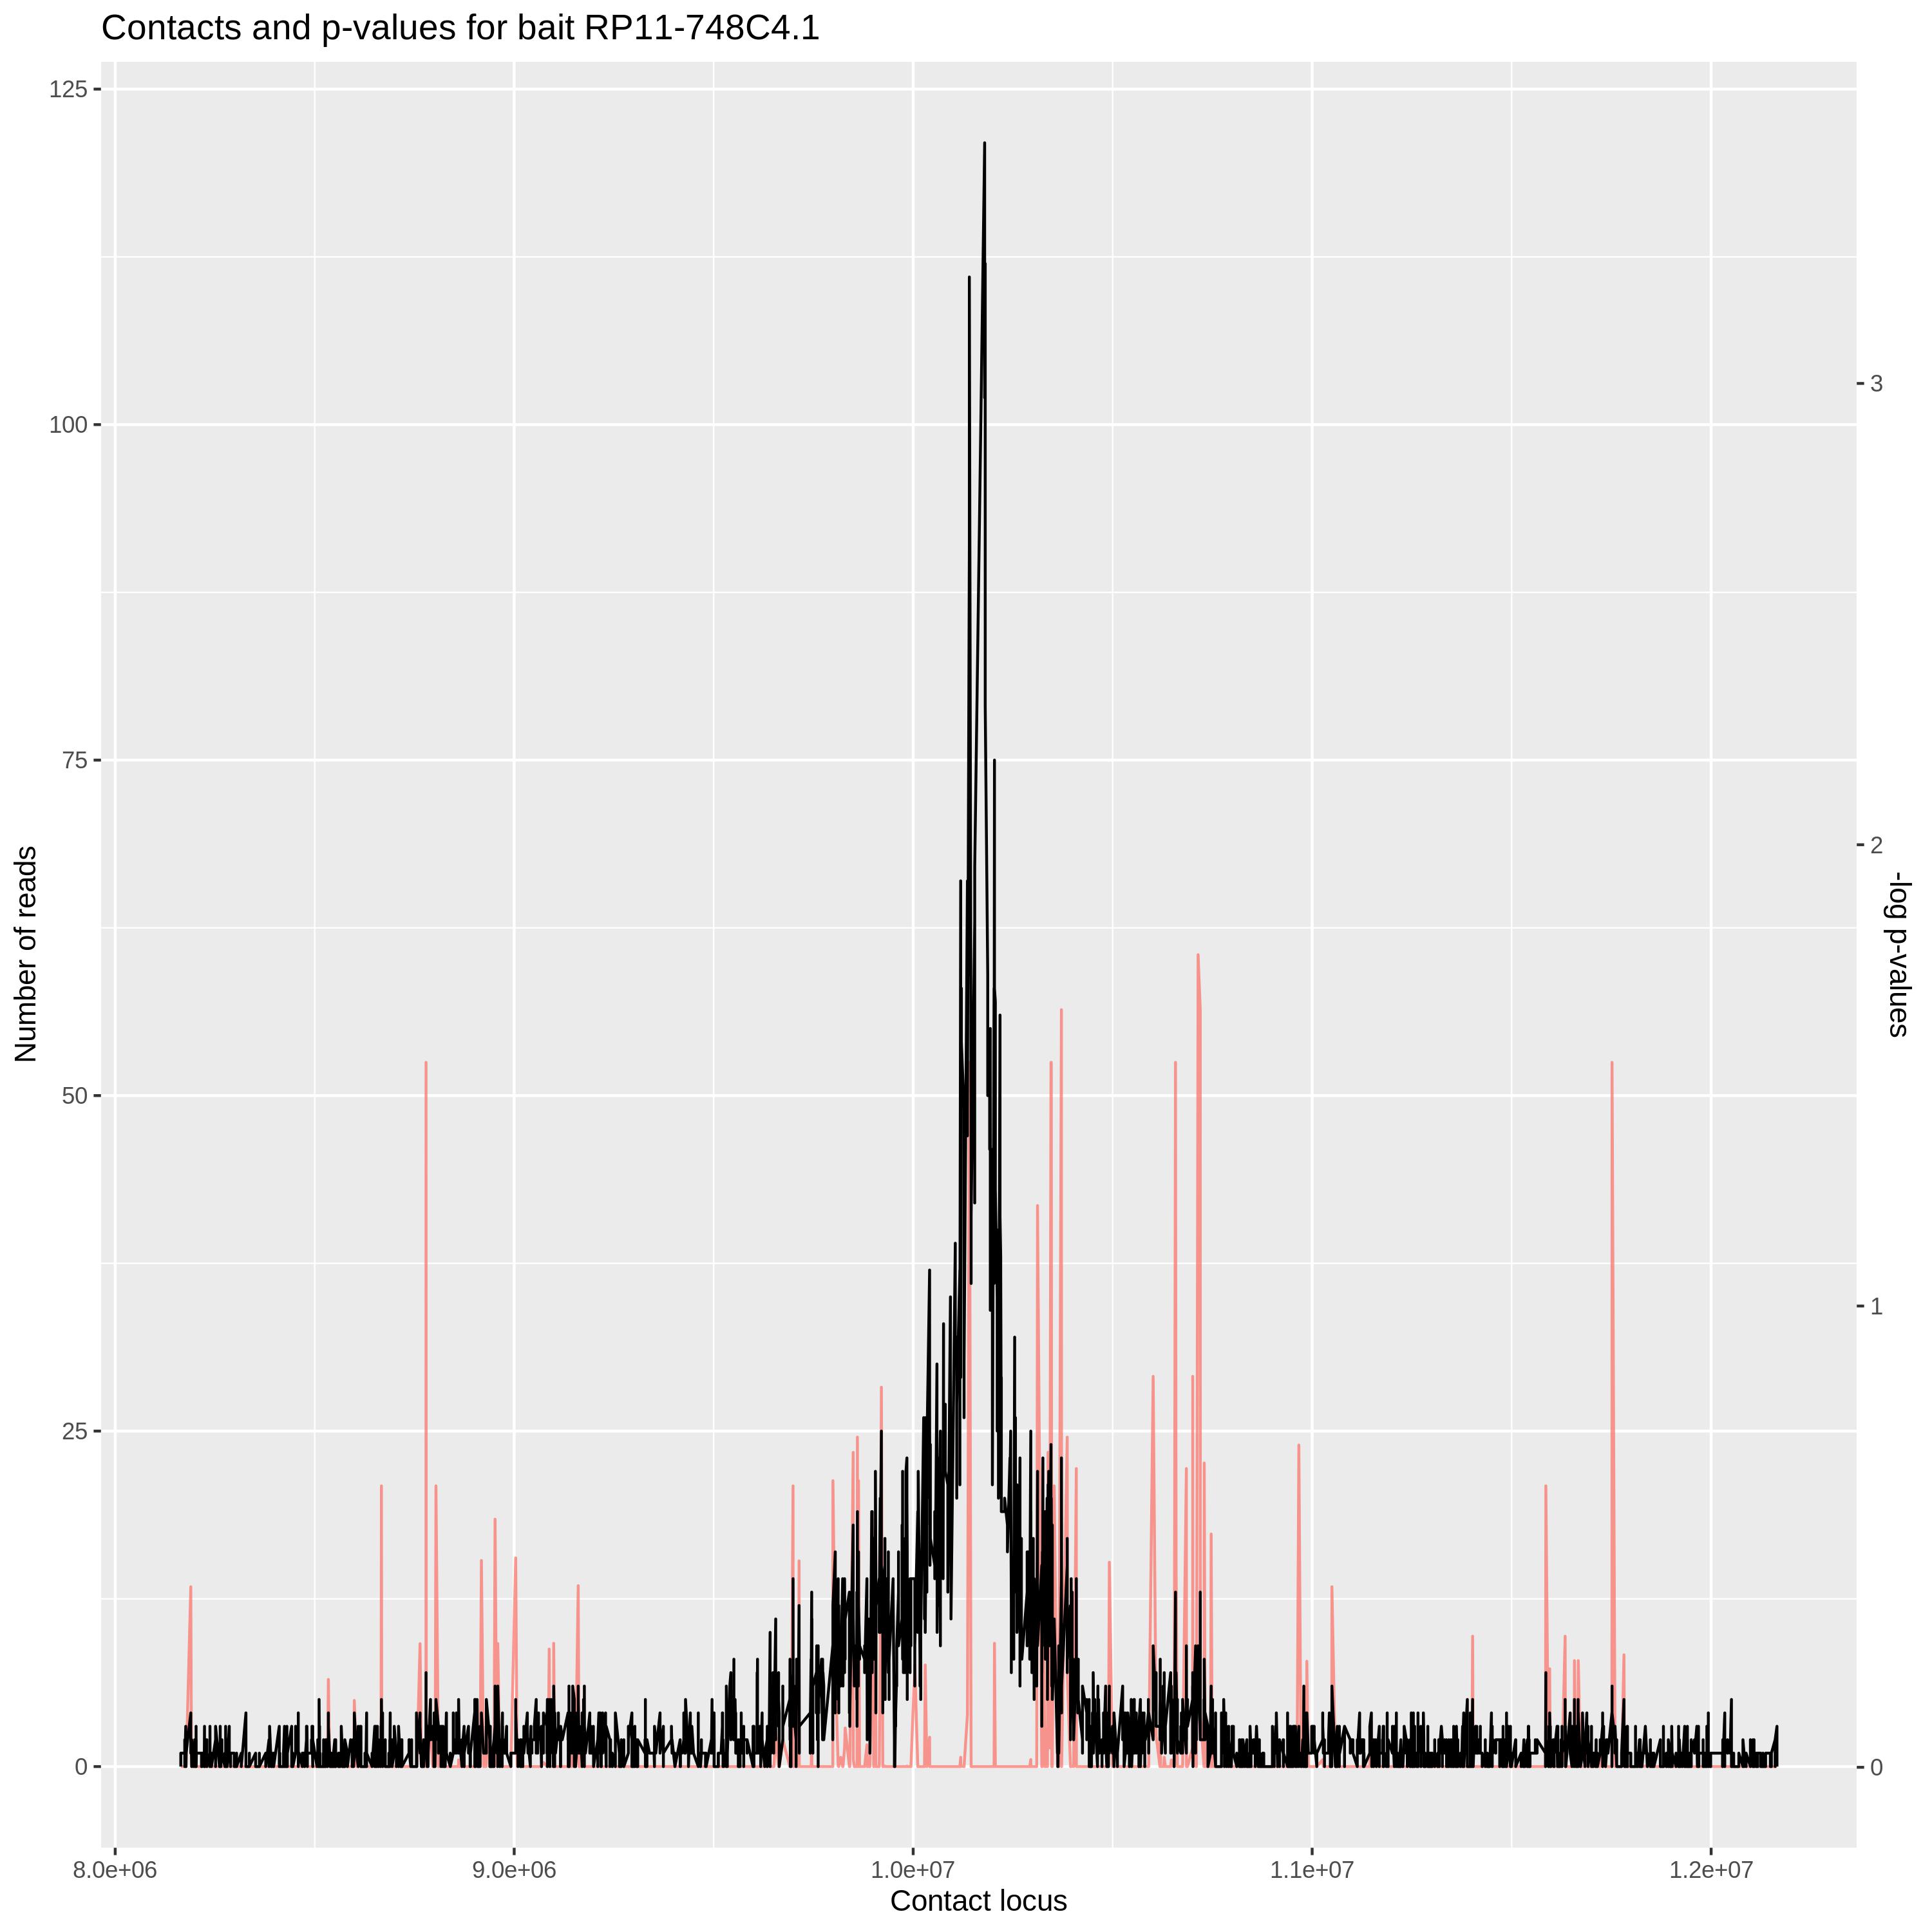 Contacts and p-values for bait RP11-748C4.1
125
100
75
50
25
0
Number of reads
3
2
1
0
-log p-values
8.0e+06 9.0e+06 1.0e+07 1.1e+07 1.2e+07
Contact locus